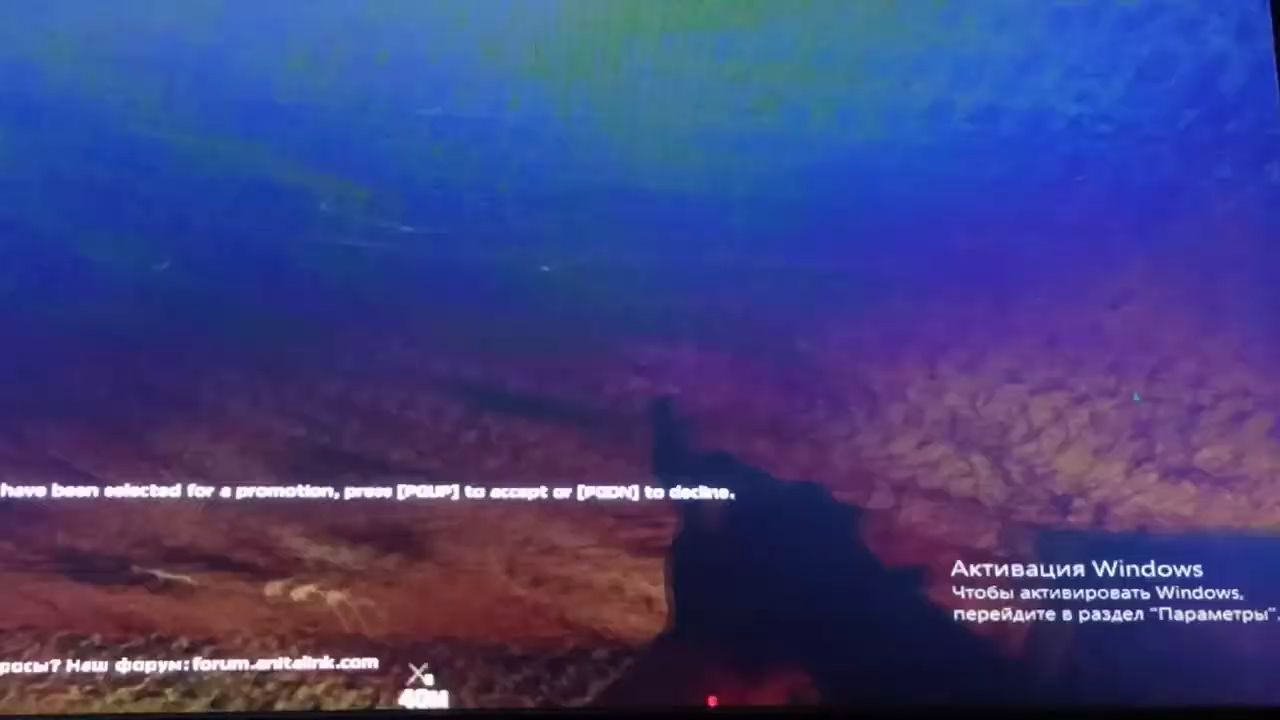 have been selected for a promotion, press [PGUP] to accept or [PGDN] to decline.
Активация Windows
Чтобы активировать Windows,
перейдите в раздел "Параметры".
Наш форум: forum.anitalink.com
40M